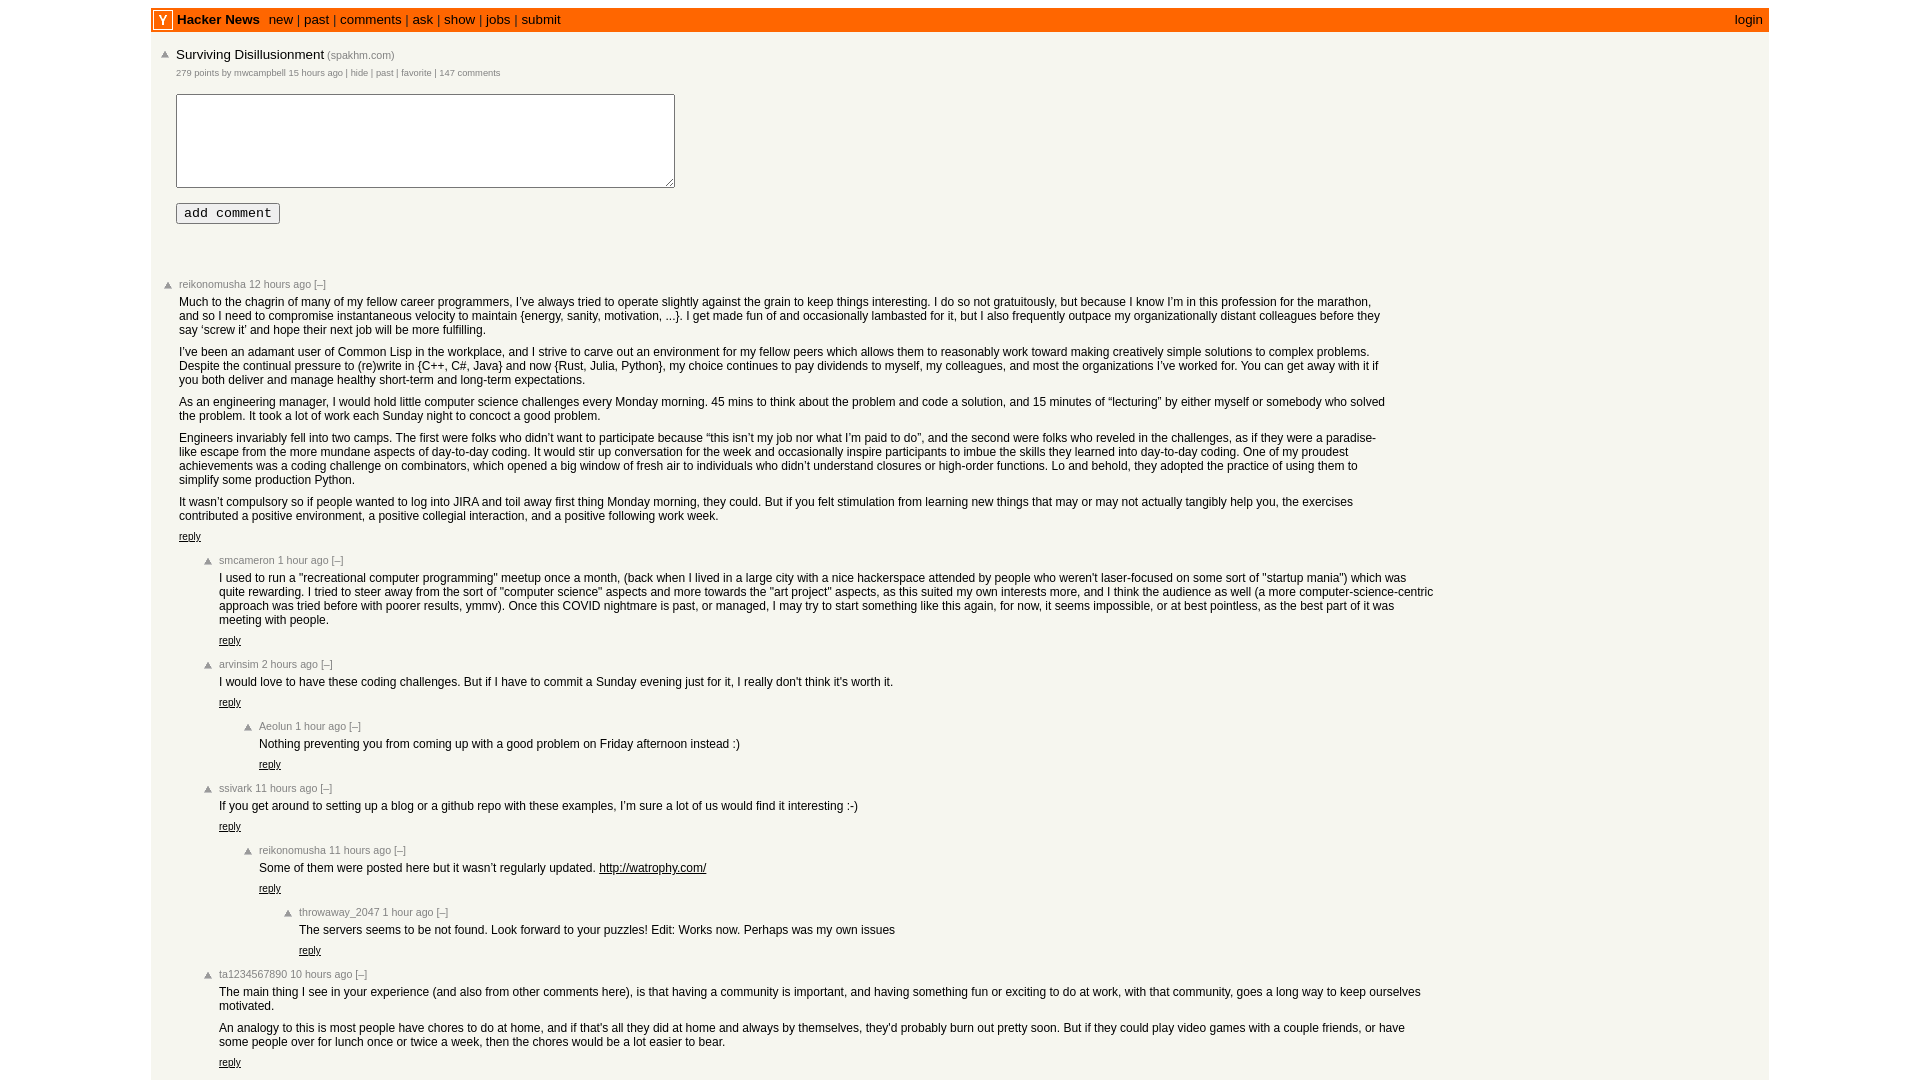 Y Hacker News new | past | comments | ask | show | jobs | submit login
Surviving Disillusionment (spakhm.com)
279 points by mwcampbell 15 hours ago | hide | past | favorite | 147 comments
add comment
reikonomusha 12 hours ago [–]
Much to the chagrin of many of my fellow career programmers, I’ve always tried to operate slightly against the grain to keep things interesting. I do so not gratuitously, but because I know I’m in this profession for the marathon,
and so I need to compromise instantaneous velocity to maintain {energy, sanity, motivation, ...}. I get made fun of and occasionally lambasted for it, but I also frequently outpace my organizationally distant colleagues before they
say ‘screw it’ and hope their next job will be more fulfilling.
I’ve been an adamant user of Common Lisp in the workplace, and I strive to carve out an environment for my fellow peers which allows them to reasonably work toward making creatively simple solutions to complex problems.
Despite the continual pressure to (re)write in {C++, C#, Java} and now {Rust, Julia, Python}, my choice continues to pay dividends to myself, my colleagues, and most the organizations I’ve worked for. You can get away with it if
you both deliver and manage healthy short-term and long-term expectations.
As an engineering manager, I would hold little computer science challenges every Monday morning. 45 mins to think about the problem and code a solution, and 15 minutes of “lecturing” by either myself or somebody who solved
the problem. It took a lot of work each Sunday night to concoct a good problem.
Engineers invariably fell into two camps. The first were folks who didn’t want to participate because “this isn’t my job nor what I’m paid to do”, and the second were folks who reveled in the challenges, as if they were a paradise-
like escape from the more mundane aspects of day-to-day coding. It would stir up conversation for the week and occasionally inspire participants to imbue the skills they learned into day-to-day coding. One of my proudest
achievements was a coding challenge on combinators, which opened a big window of fresh air to individuals who didn’t understand closures or high-order functions. Lo and behold, they adopted the practice of using them to
simplify some production Python.
It wasn’t compulsory so if people wanted to log into JIRA and toil away first thing Monday morning, they could. But if you felt stimulation from learning new things that may or may not actually tangibly help you, the exercises
contributed a positive environment, a positive collegial interaction, and a positive following work week.
reply
smcameron 1 hour ago [–]
I used to run a "recreational computer programming" meetup once a month, (back when I lived in a large city with a nice hackerspace attended by people who weren't laser-focused on some sort of "startup mania") which was
quite rewarding. I tried to steer away from the sort of "computer science" aspects and more towards the "art project" aspects, as this suited my own interests more, and I think the audience as well (a more computer-science-centric
approach was tried before with poorer results, ymmv). Once this COVID nightmare is past, or managed, I may try to start something like this again, for now, it seems impossible, or at best pointless, as the best part of it was
meeting with people.
reply
arvinsim 2 hours ago [–]
I would love to have these coding challenges. But if I have to commit a Sunday evening just for it, I really don't think it's worth it.
reply
Aeolun 1 hour ago [–]
Nothing preventing you from coming up with a good problem on Friday afternoon instead :)
reply
ssivark 11 hours ago [–]
If you get around to setting up a blog or a github repo with these examples, I’m sure a lot of us would find it interesting :-)
reply
reikonomusha 11 hours ago [–]
Some of them were posted here but it wasn’t regularly updated. http://watrophy.com/
reply
throwaway_2047 1 hour ago [–]
The servers seems to be not found. Look forward to your puzzles! Edit: Works now. Perhaps was my own issues
reply
ta1234567890 10 hours ago [–]
The main thing I see in your experience (and also from other comments here), is that having a community is important, and having something fun or exciting to do at work, with that community, goes a long way to keep ourselves
motivated.
An analogy to this is most people have chores to do at home, and if that's all they did at home and always by themselves, they'd probably burn out pretty soon. But if they could play video games with a couple friends, or have
some people over for lunch once or twice a week, then the chores would be a lot easier to bear.
reply